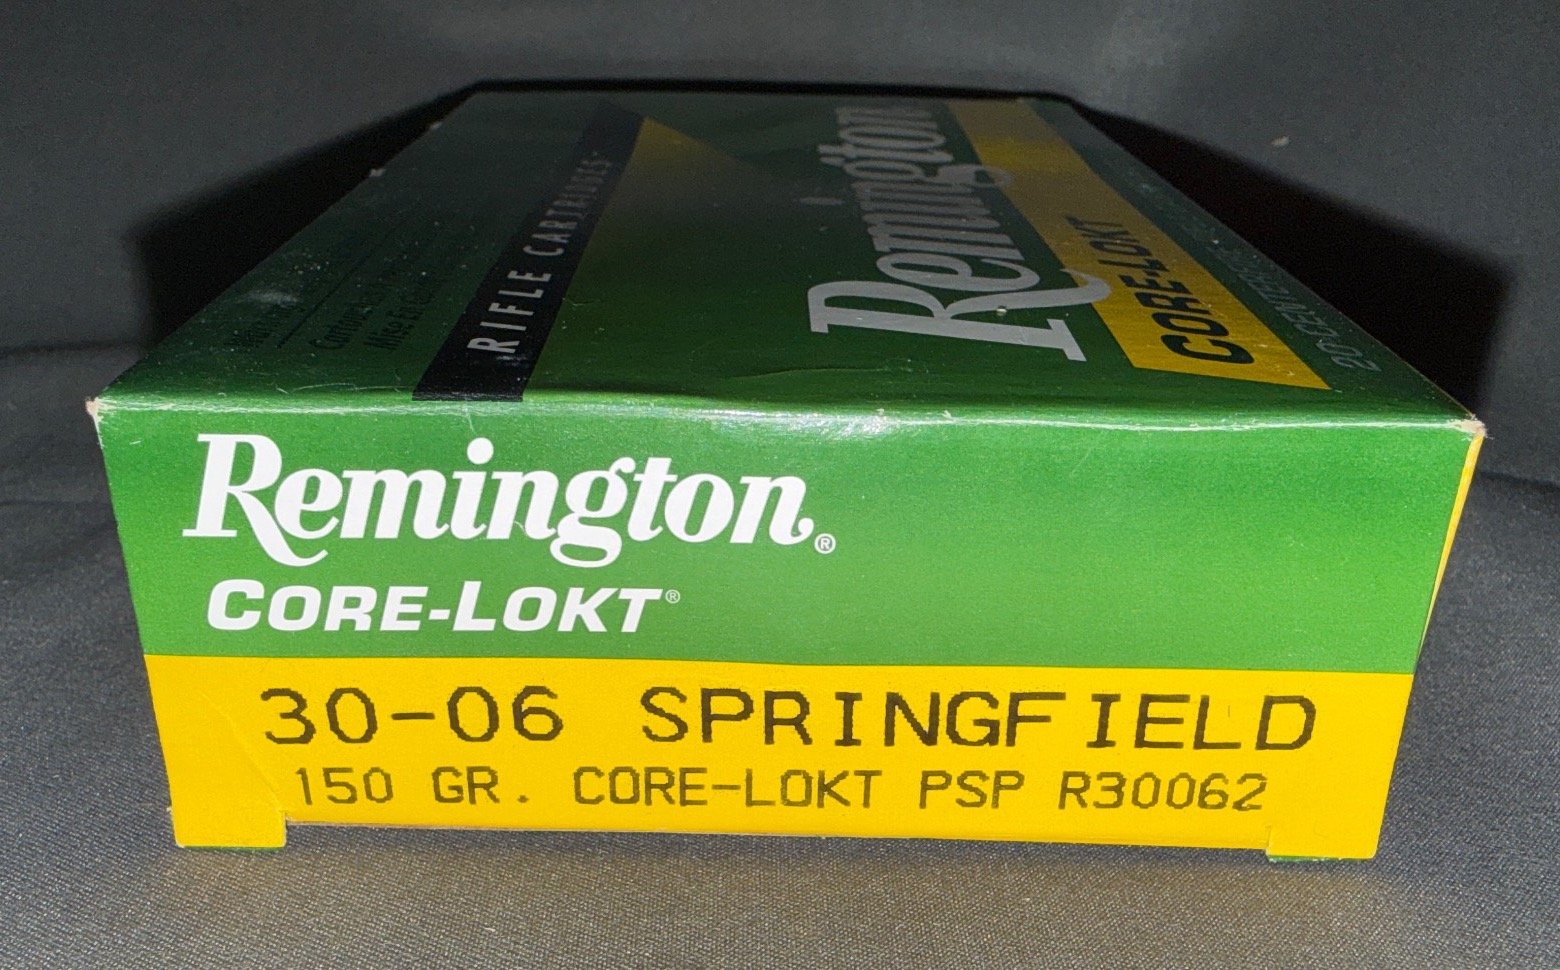 RIFLE CARTRIDGES
Remington
CORE-LOKT
Remington®
CORE-LOKT®
30-06 SPRINGFIELD
150 GR. CORE-LOKT PSP R30062